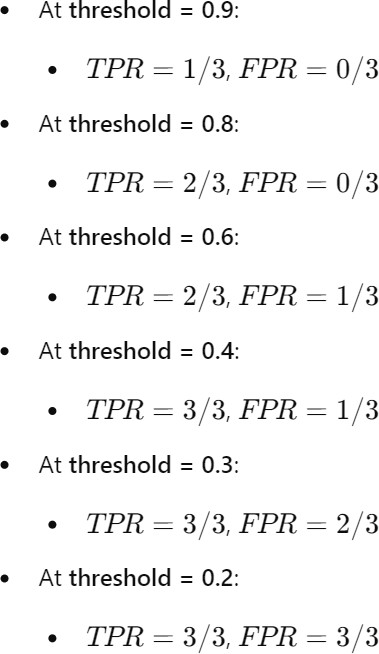 • At threshold = 0.9:
• TPR = 1/3, FPR = 0/3
• At threshold = 0.8:
• TPR = 2/3, FPR = 0/3
• At threshold = 0.6:
• TPR = 2/3, FPR = 1/3
• At threshold = 0.4:
• TPR = 3/3, FPR = 1/3
• At threshold = 0.3:
• TPR = 3/3, FPR = 2/3
• At threshold = 0.2:
• TPR = 3/3, FPR = 3/3